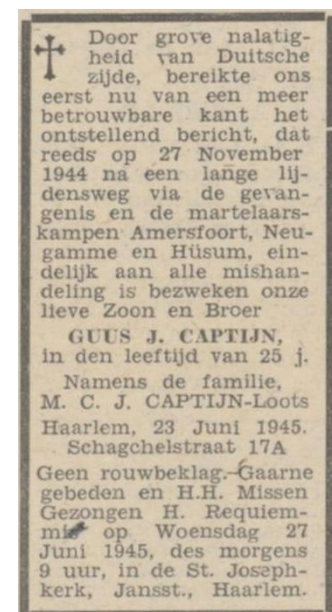 Door grove nalatig-
heid van Duitsche
zijde, bereikte ons
eerst nu van een meer
betrouwbare kant het
ontstellend bericht, dat
reeds op 27 November
1944 na een lange lij-
densweg via de gevan-
genis en de martelaars-
kampen Amersfoort, Neu-
gamme en Hüsum, ein-
delijk aan alle mishan-
deling is bezweken onze
lieve Zoon en Broer
GUUS J. CAPTIJN,
in den leeftijd van 25 j.
Namens de familie,
M. C. J. CAPTIJN-Loots
Haarlem, 23 Juni 1945.
Schagchelstraat 17A
Geen rouwbeklag. Gaarne
gebeden en H.H. Missen
Gezongen H. Requiem-
mis op Woensdag 27
Juni 1945, des morgens
9 uur, in de St. Joseph-
kerk, Jansst., Haarlem.